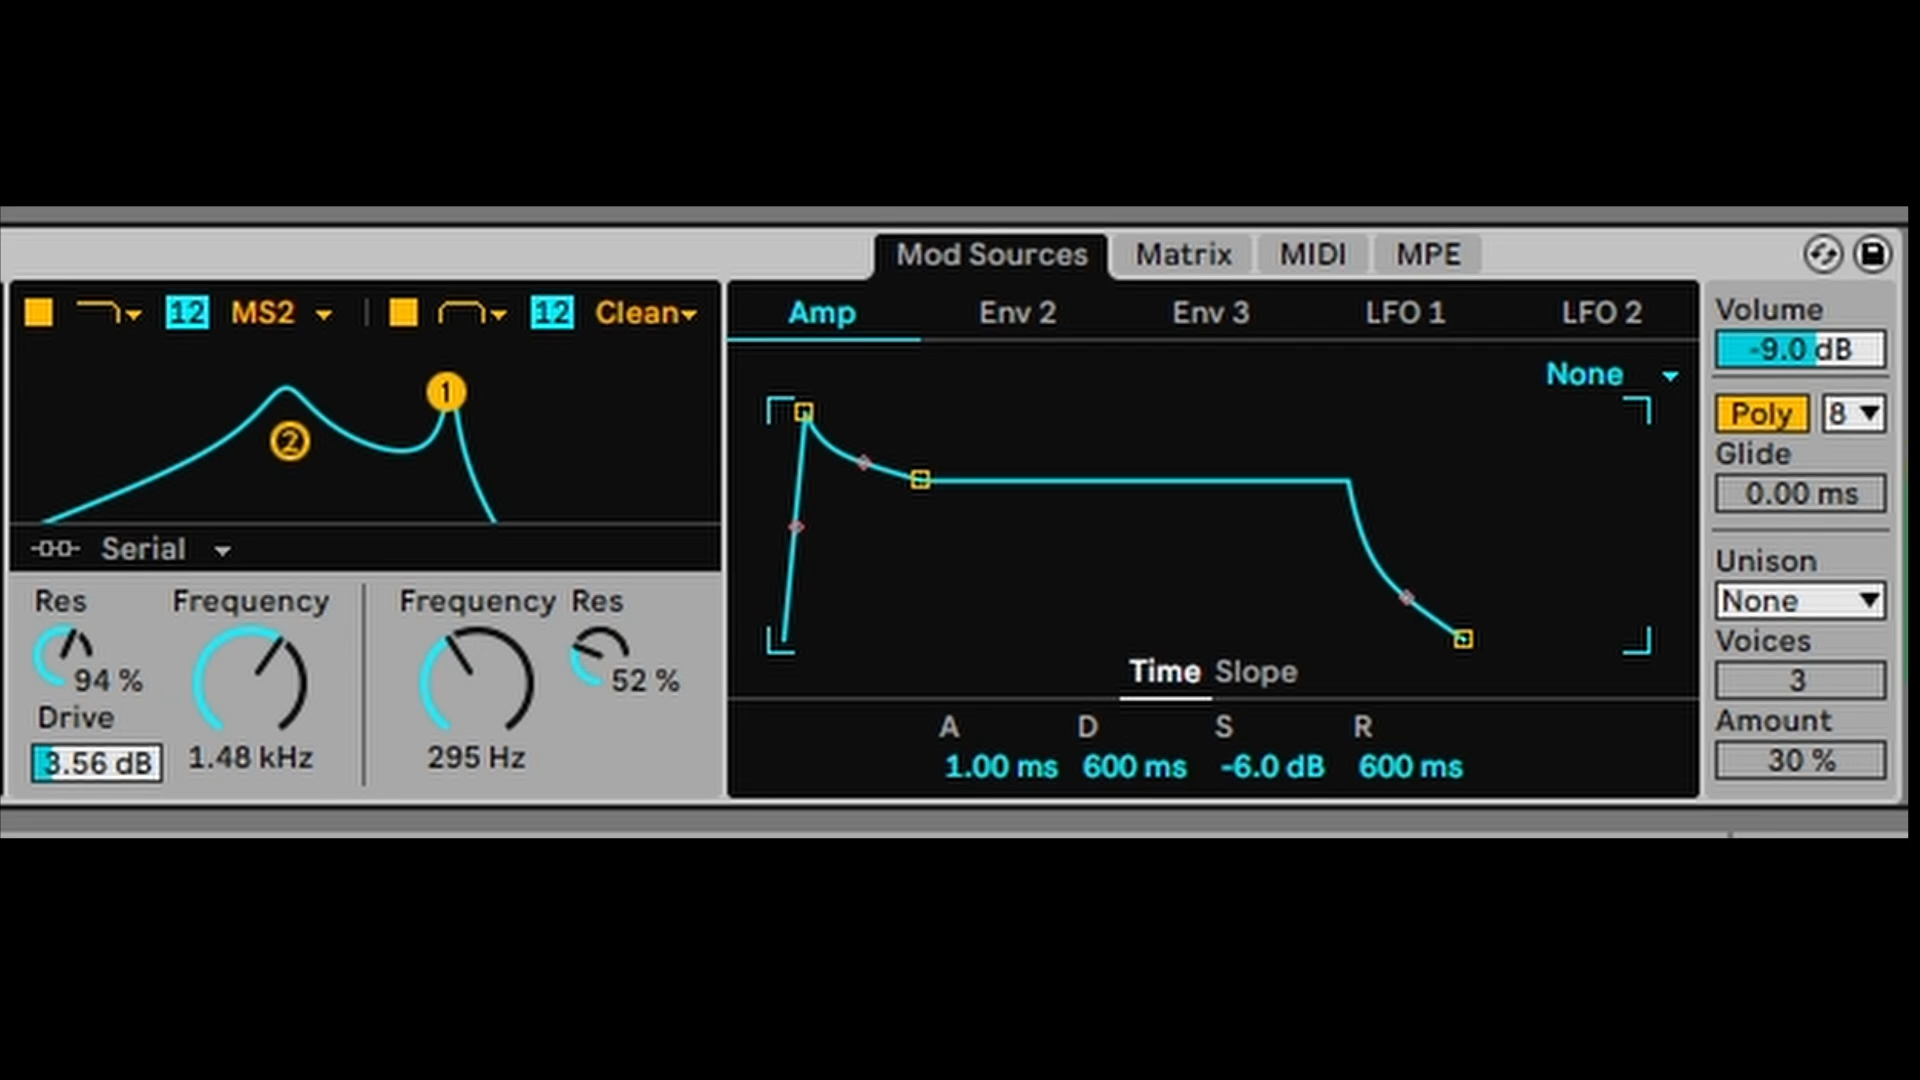 Mod Sources Matrix MIDI MPE
12 MS2 12 Clean
1
2
Serial
Res Frequency Frequency Res
94 % 52 %
Drive
3.56 dB 1.48 kHz 295 Hz
Amp Env 2 Env 3 LFO 1 LFO 2
None
Time Slope
A D S R
1.00 ms 600 ms -6.0 dB 600 ms
Volume
-9.0 dB
Poly 8
Glide
0.00 ms
Unison
None
Voices
3
Amount
30 %